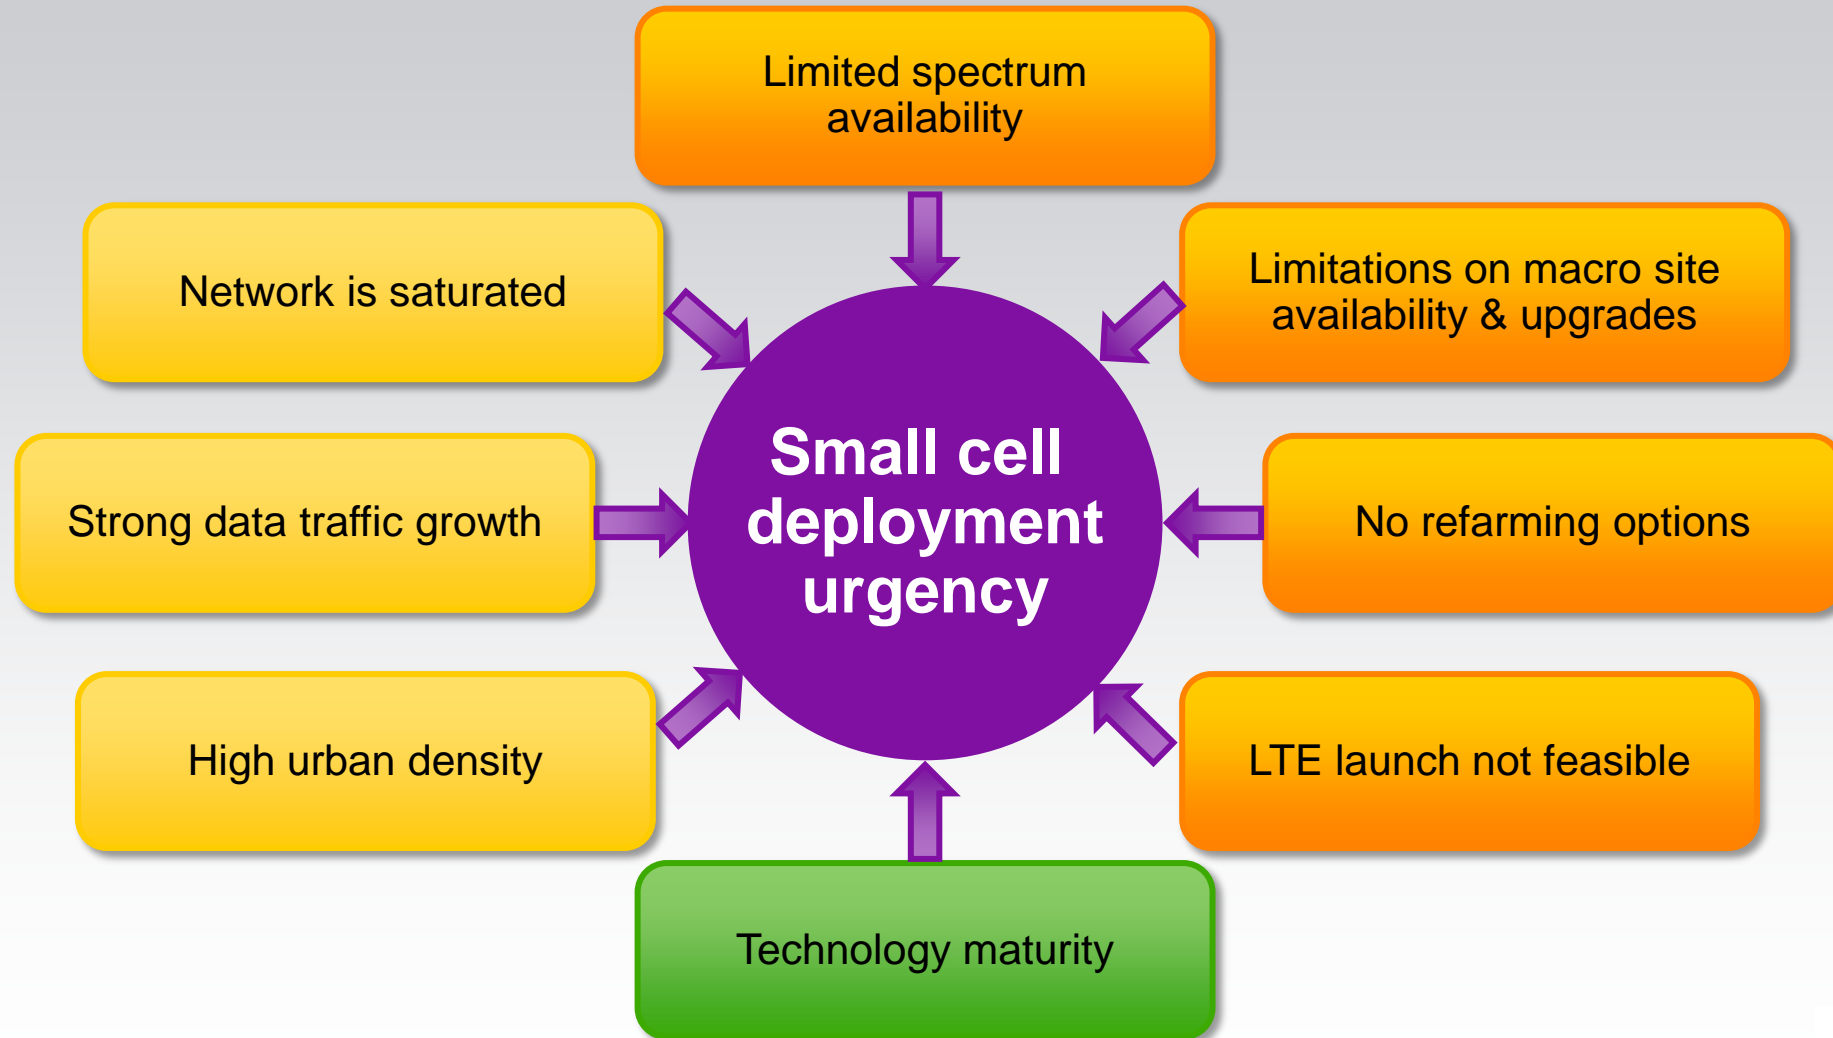 Limited spectrum
availability
Network is saturated
Limitations on macro site
availability & upgrades
Small cell
deployment
urgency
Strong data traffic growth
No refarming options
High urban density
LTE launch not feasible
Technology maturity